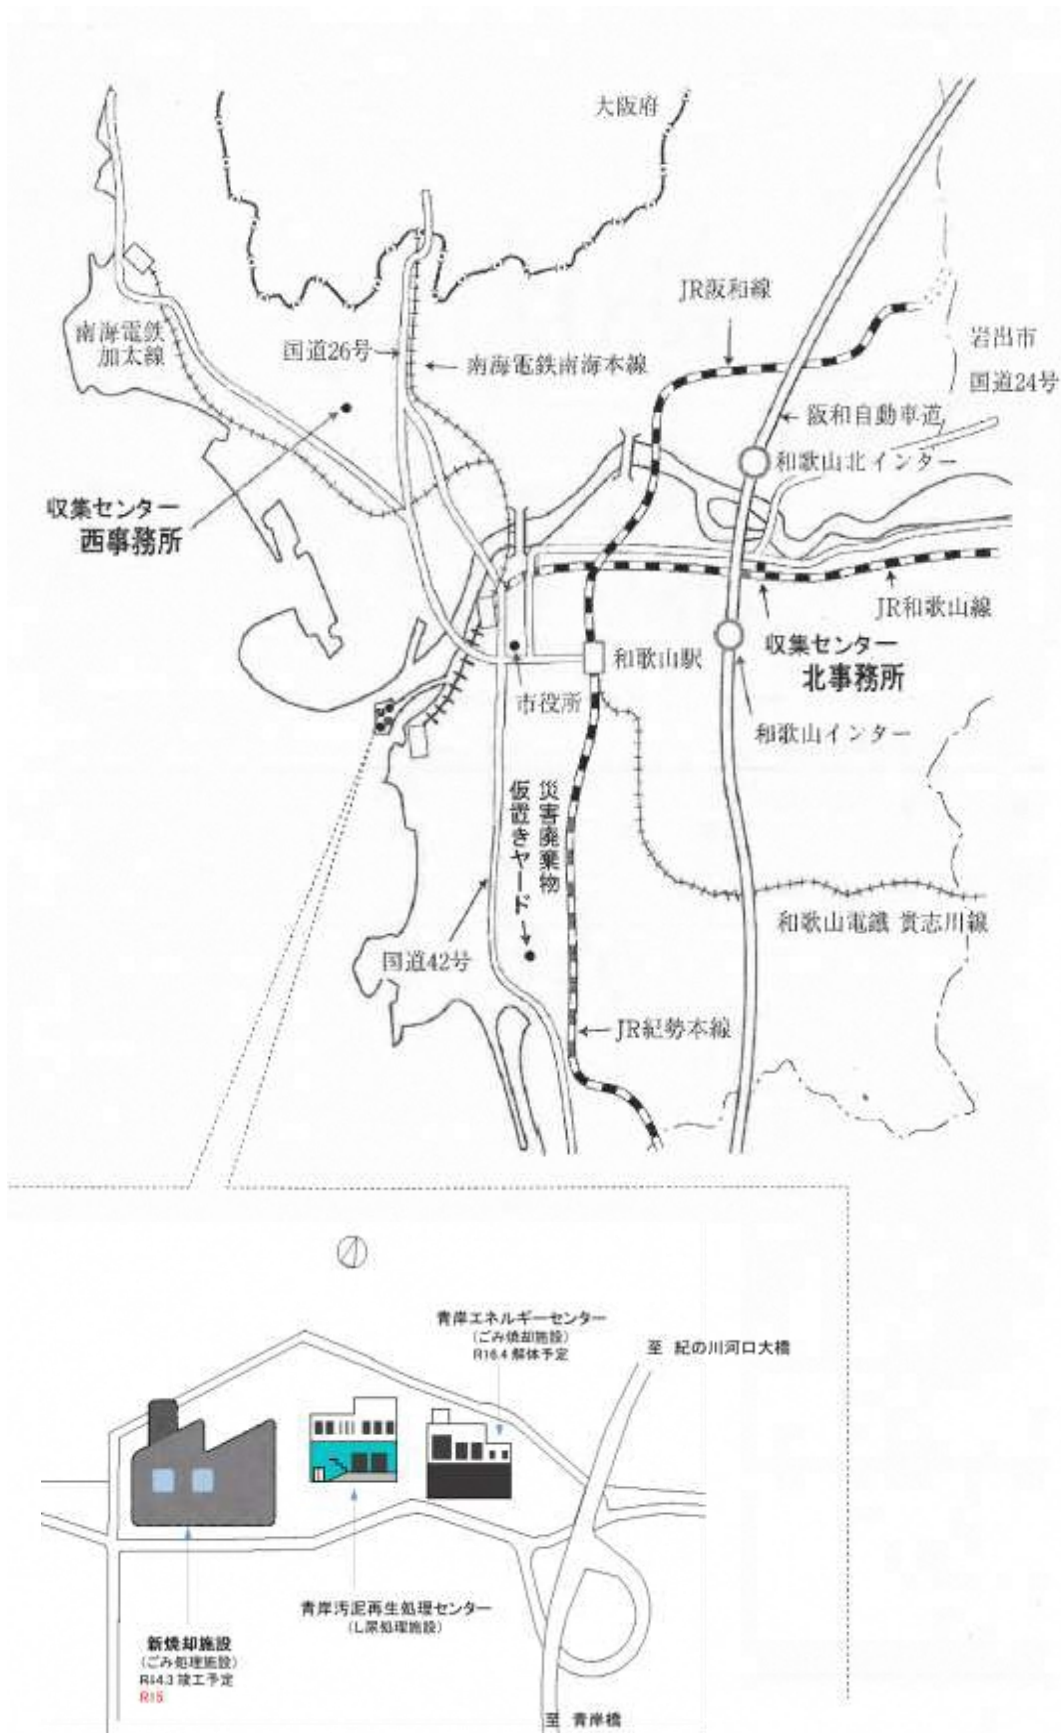 大阪府
JR阪和線
岩出市
国道24号
南海電鉄
加太線
国道26号
南海電鉄南海本線
阪和自動車道
和歌山北インター
収集センター
西事務所
JR和歌山線
収集センター
北事務所
和歌山駅
市役所
和歌山インター
災害廃棄物
仮置きヤード
和歌山電鐵 貴志川線
国道42号
JR紀勢本線
青岸エネルギーセンター
(ごみ焼却施設)
R16.4 解体予定
至 紀の川河口大橋
青岸汚泥再生処理センター
(し尿処理施設)
新焼却施設
(ごみ処理施設)
竣工予定
R15
至 青岸橋